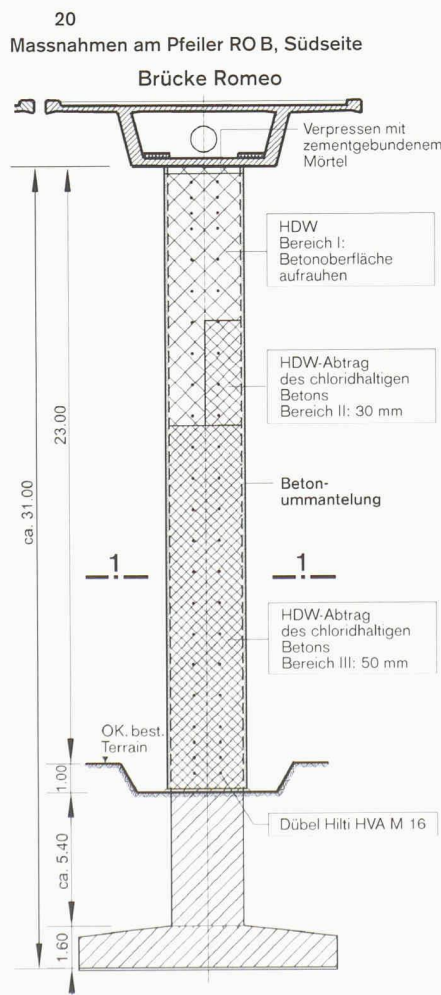 20
Massnahmen am Pfeiler RO B, Südseite
Brücke Romeo
Verpressen mit
zementgebundenem
Mörtel
HDW
Bereich I:
Betonoberfläche
aufrauhen
HDW-Abtrag
des chloridhaltigen
Betons
Bereich II: 30 mm
23.00
ca. 31.00
Beton-
ummantelung
1 1
HDW-Abtrag
des chloridhaltigen
Betons
Bereich III: 50 mm
OK. best.
Terrain
1.00
Dübel Hilti HVA M 16
ca. 5.40
1.60